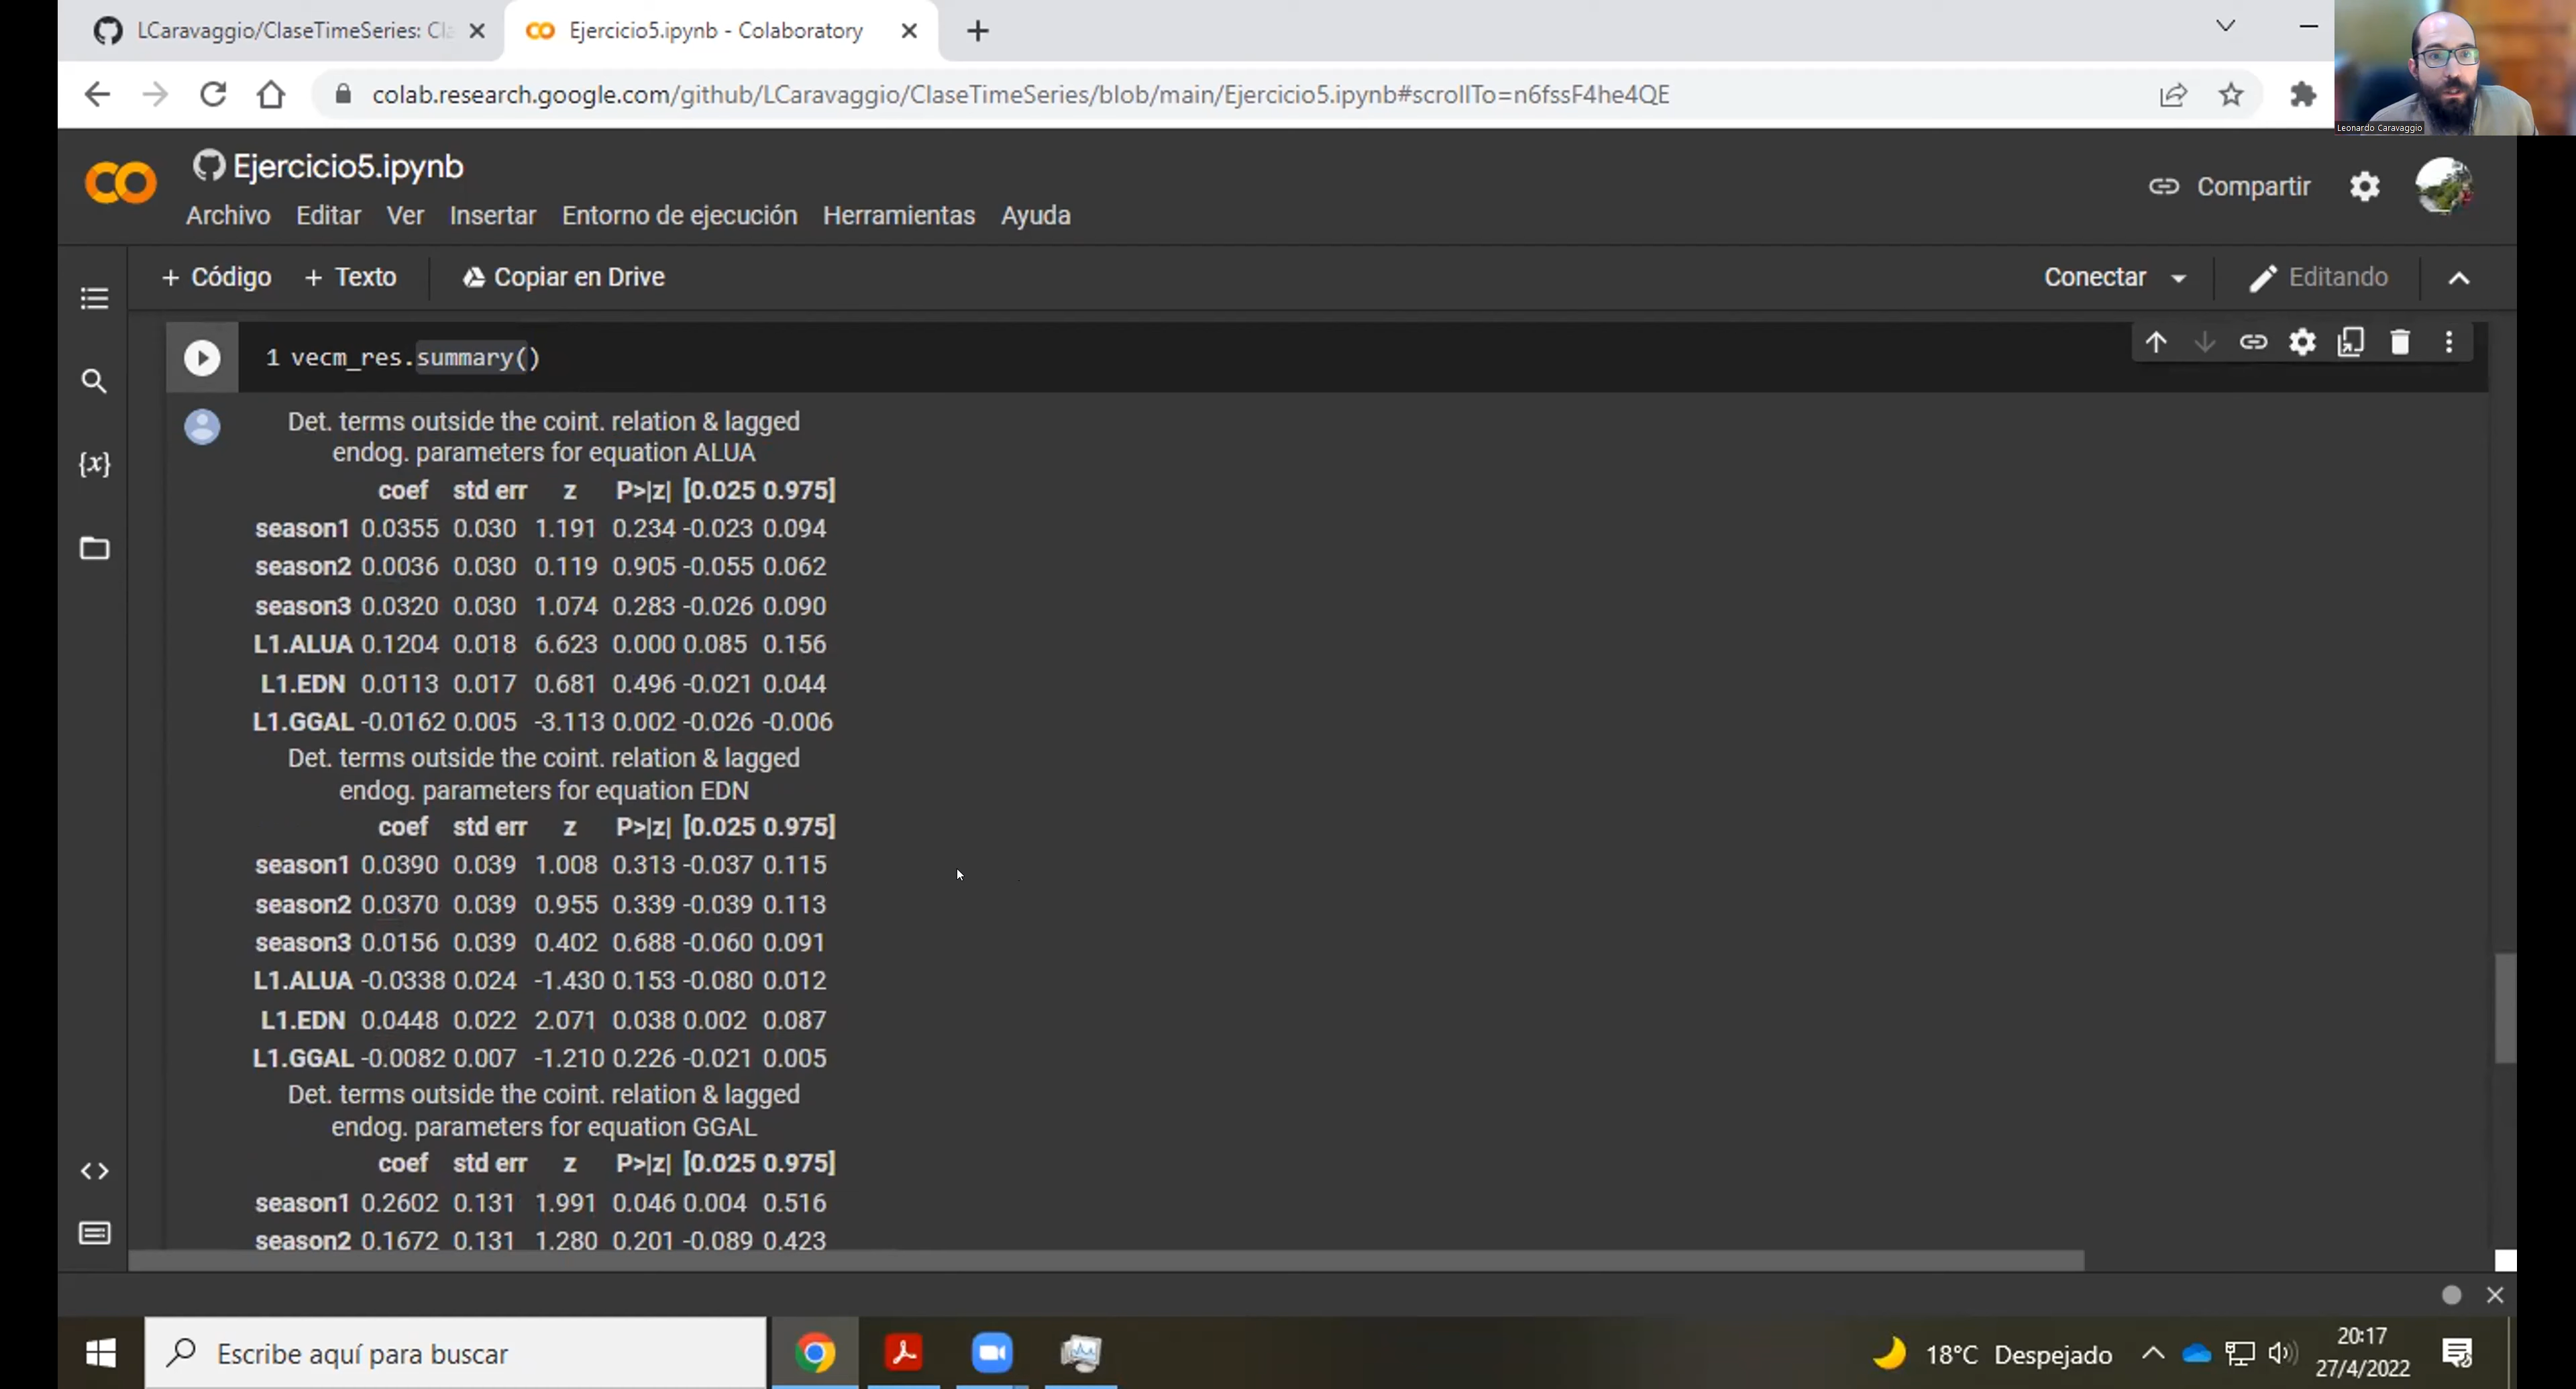 LCaravaggio/ClaseTimeSeries: Cla
Ejercicio5.ipynb - Colaboratory
colab.research.google.com/github/LCaravaggio/ClaseTimeSeries/blob/main/Ejercicio5.ipynb#scrollTo=n6fssF4he4QE
Leonardo Caravaggio
Ejercicio5.ipynb
Compartir
Archivo Editar Ver Insertar Entorno de ejecución Herramientas Ayuda
+ Código + Texto Copiar en Drive Conectar Editando
1 vecm_res.summary()
Det. terms outside the coint. relation & lagged
endog. parameters for equation ALUA
coef std err z P>|z| [0.025 0.975]
season1 0.0355 0.030 1.191 0.234 -0.023 0.094
season2 0.0036 0.030 0.119 0.905 -0.055 0.062
season3 0.0320 0.030 1.074 0.283 -0.026 0.090
L1.ALUA 0.1204 0.018 6.623 0.000 0.085 0.156
L1.EDN 0.0113 0.017 0.681 0.496 -0.021 0.044
L1.GGAL -0.0162 0.005 -3.113 0.002 -0.026 -0.006
Det. terms outside the coint. relation & lagged
endog. parameters for equation EDN
coef std err z P>|z| [0.025 0.975]
season1 0.0390 0.039 1.008 0.313 -0.037 0.115
season2 0.0370 0.039 0.955 0.339 -0.039 0.113
season3 0.0156 0.039 0.402 0.688 -0.060 0.091
L1.ALUA -0.0338 0.024 -1.430 0.153 -0.080 0.012
L1.EDN 0.0448 0.022 2.071 0.038 0.002 0.087
L1.GGAL -0.0082 0.007 -1.210 0.226 -0.021 0.005
Det. terms outside the coint. relation & lagged
endog. parameters for equation GGAL
coef std err z P>|z| [0.025 0.975]
season1 0.2602 0.131 1.991 0.046 0.004 0.516
season2 0.1672 0.131 1.280 0.201 -0.089 0.423
Escribe aquí para buscar
18°C Despejado
20:17
27/4/2022